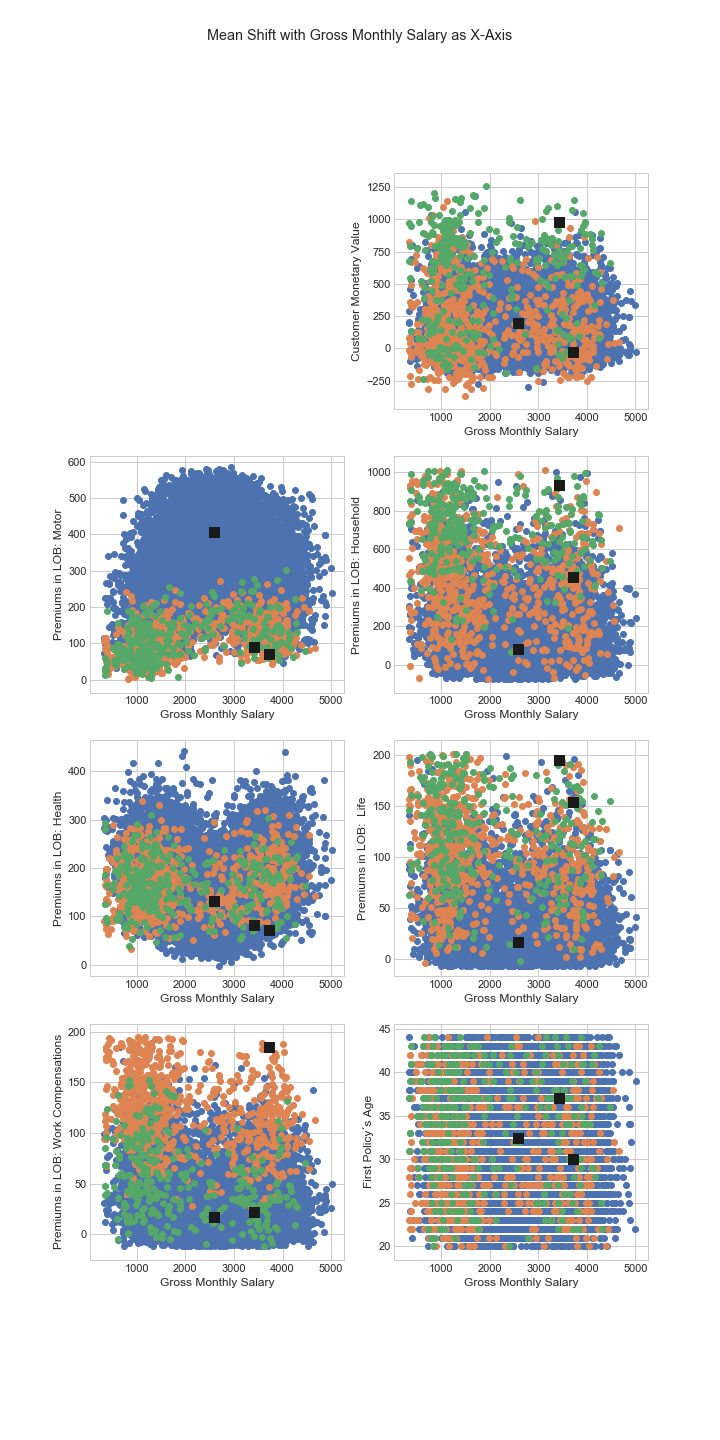 Mean Shift with Gross Monthly Salary as X-Axis
Customer Monetary Value
1250
1000
750
500
250
0
−250
1000 2000 3000 4000 5000
Gross Monthly Salary
Premiums in LOB: Motor
600
500
400
300
200
100
0
1000 2000 3000 4000 5000
Gross Monthly Salary
Premiums in LOB: Household
1000
800
600
400
200
0
1000 2000 3000 4000 5000
Gross Monthly Salary
Premiums in LOB: Health
400
300
200
100
0
1000 2000 3000 4000 5000
Gross Monthly Salary
Premiums in LOB:  Life
200
150
100
50
0
1000 2000 3000 4000 5000
Gross Monthly Salary
Premiums in LOB: Work Compensations
200
150
100
50
0
1000 2000 3000 4000 5000
Gross Monthly Salary
First Policy´s Age
45
40
35
30
25
20
1000 2000 3000 4000 5000
Gross Monthly Salary